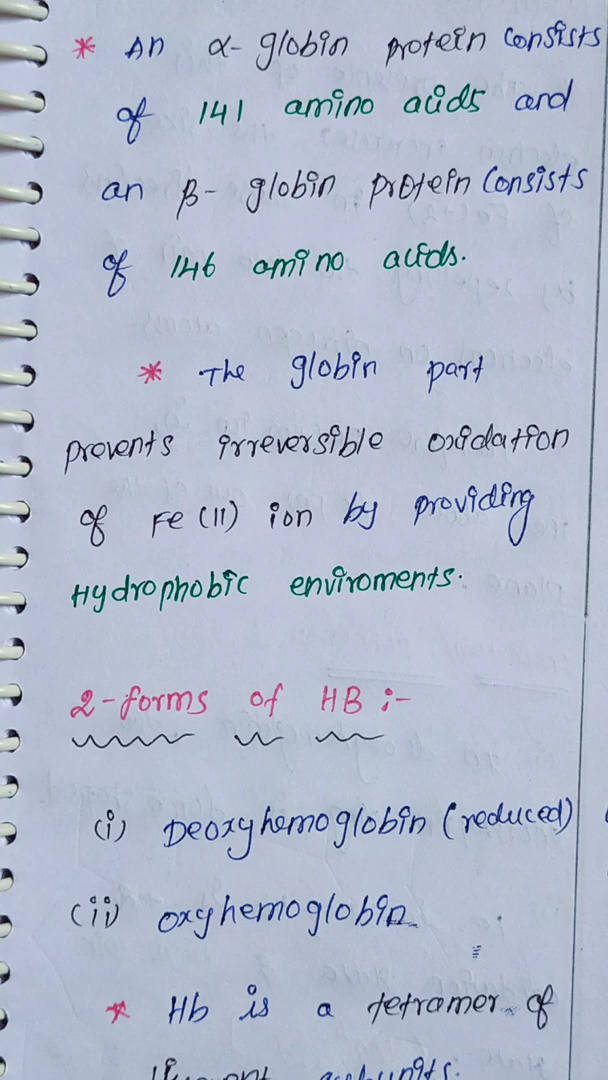 * An α- globin protein consists
of 141 amino acids and
an β- globin protein consists
of 146 amino acids.
* The globin part
prevents irreversible oxidation
of Fe (II) ion by providing
Hydrophobic enviroments.
2-forms of HB :-
(i) Deoxyhemoglobin (reduced)
(ii) oxyhemoglobin
* Hb is a tetramer of